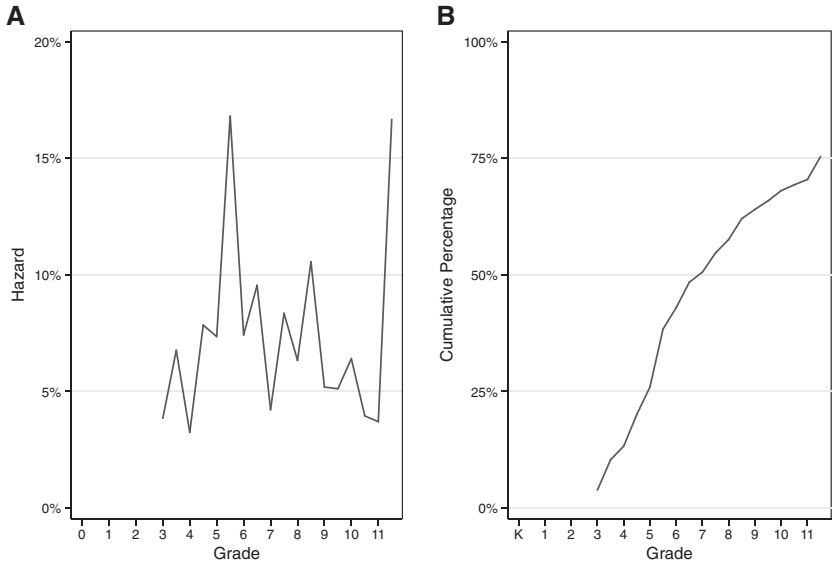 A
Hazard
20%
15%
10%
5%
0%
0 1 2 3 4 5 6 7 8 9 10 11
Grade
B
Cumulative Percentage
100%
75%
50%
25%
0%
K 1 2 3 4 5 6 7 8 9 10 11
Grade